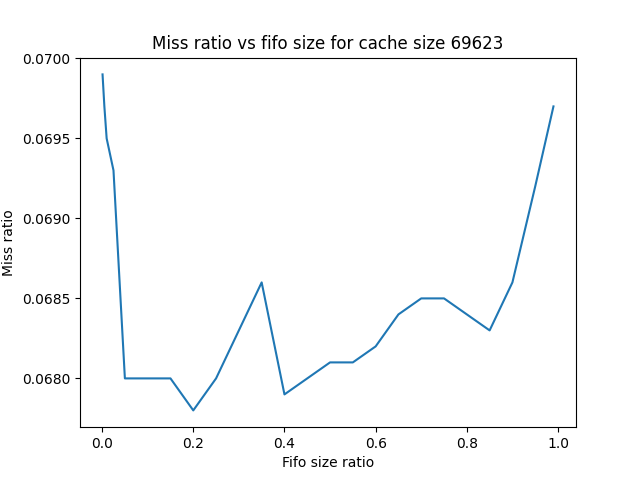 Miss ratio vs fifo size for cache size 69623
0.0700
0.0695
0.0690
0.0685
0.0680
Miss ratio
0.0 0.2 0.4 0.6 0.8 1.0
Fifo size ratio